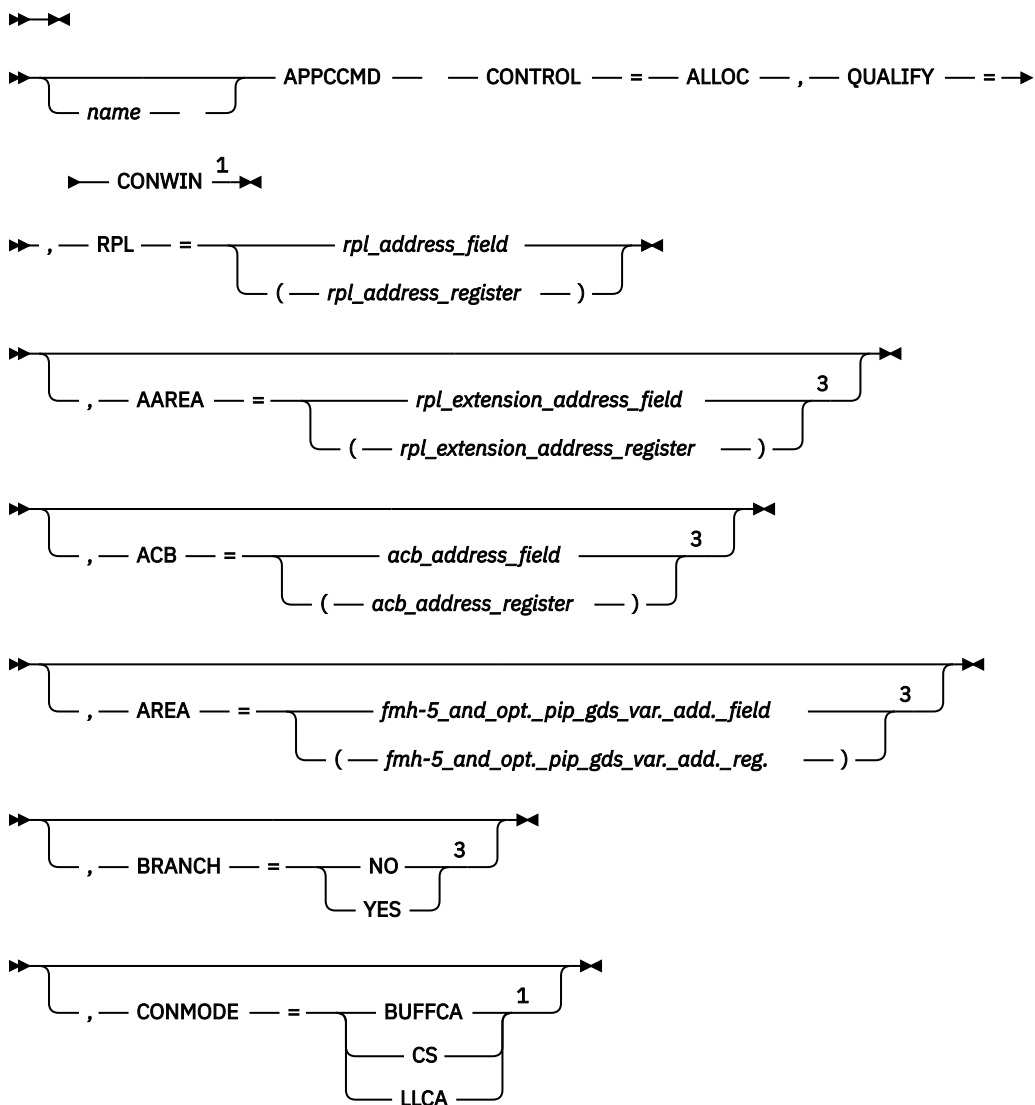 APPCCMD CONTROL = ALLOC , QUALIFY =
name
CONWIN 1
, RPL = rpl_address_field
( rpl_address_register )
, AAREA = rpl_extension_address_field 3
( rpl_extension_address_register )
, ACB = acb_address_field 3
( acb_address_register )
, AREA = fmh-5_and_opt._pip_gds_var._add._field 3
( fmh-5_and_opt._pip_gds_var._add._reg. )
, BRANCH = NO 3
YES
, CONMODE = BUFFCA 1
CS
LLCA